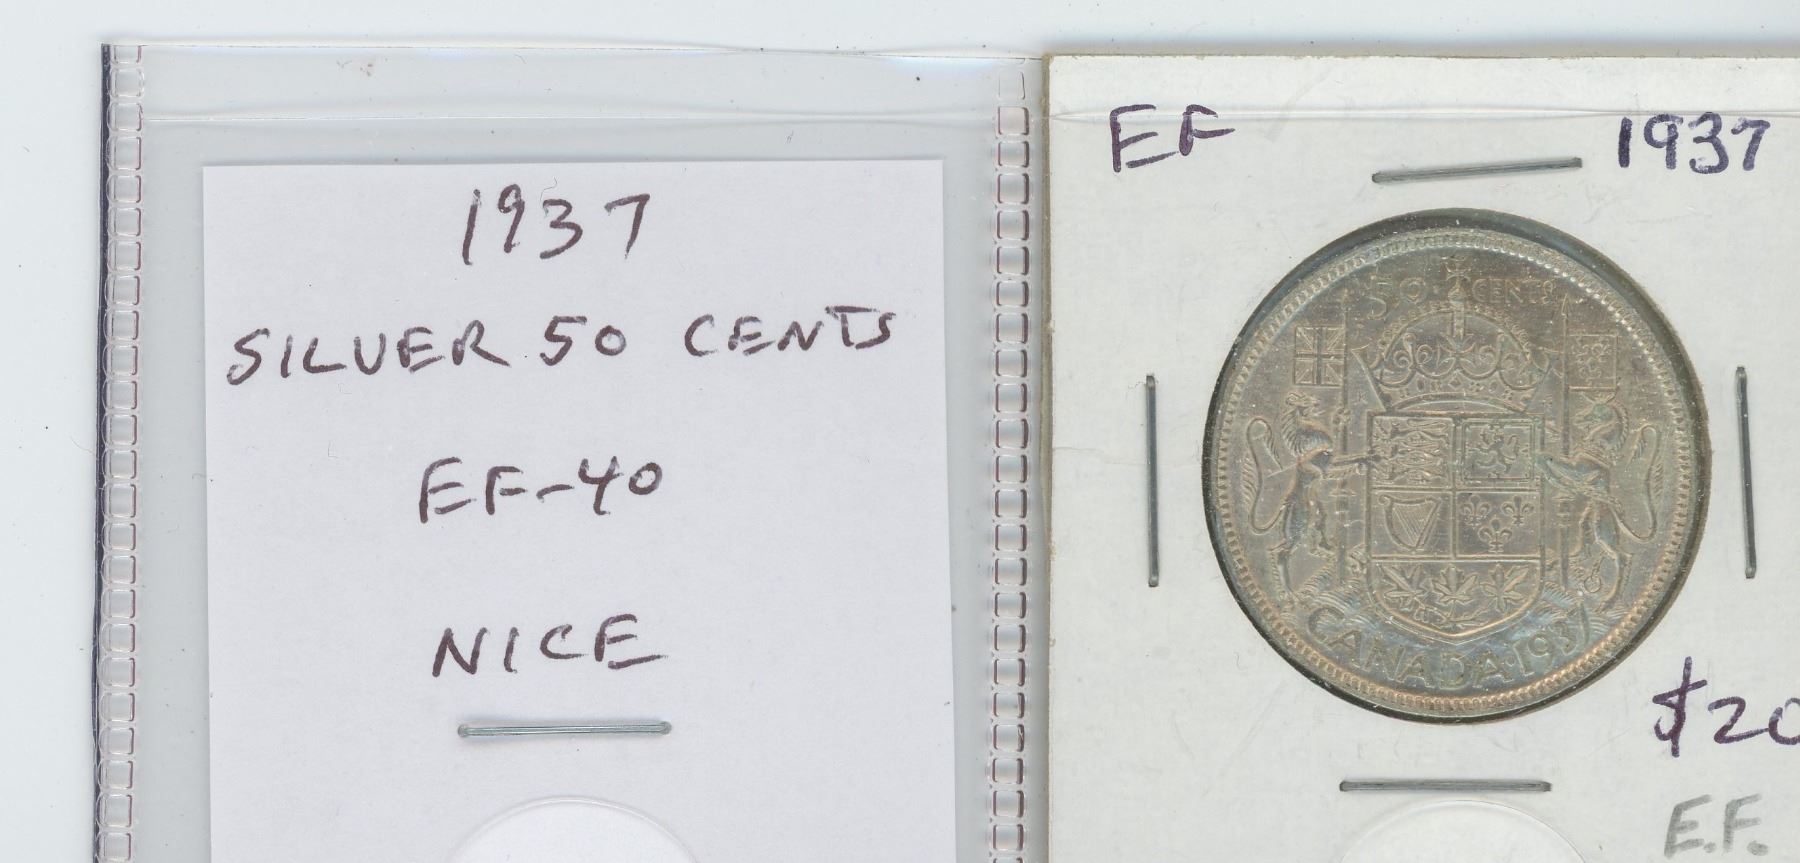 1937
SILVER 50 CENTS
EF-40
NICE
EF 1937
50 CENTS
CANADA·1937
$20
E.F.